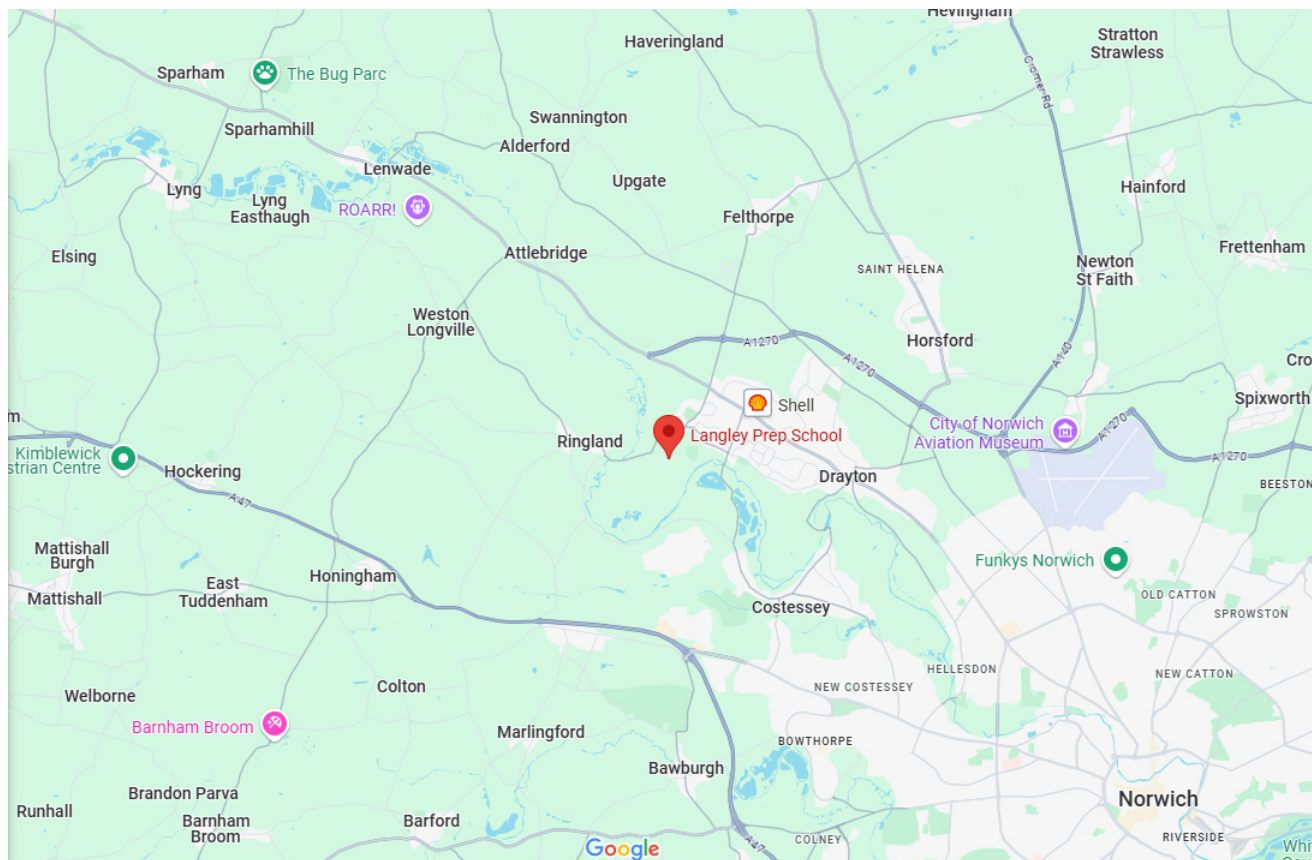 Hevingham
Haveringland
Stratton
Strawless
Sparham
The Bug Parc
Cromer Rd
Swannington
Sparhamhill
Alderford
Lenwade
Upgate
Hainford
Lyng
Lyng
Easthaugh
ROARR!
Felthorpe
Frettenham
Elsing
Attlebridge
SAINT HELENA
Newton
St Faith
Weston
Longville
A1270
A1270
A140
Horsford
Cro
Shell
Spixworth
m
City of Norwich
Aviation Museum
A1270
Kimblewick
strian Centre
Ringland
Langley Prep School
A1270
Hockering
Drayton
BEESTON
A47
Mattishall
Burgh
Funkys Norwich
Honingham
East
Tuddenham
Mattishall
OLD CATTON
Costessey
SPROWSTON
HELLESDON
NEW CATTON
Welborne
Colton
NEW COSTESSEY
Barnham Broom
Marlingford
BOWTHORPE
Bawburgh
Brandon Parva
Norwich
Runhall
Barnham
Broom
Barford
COLNEY
RIVERSIDE
Google
A47
Whi